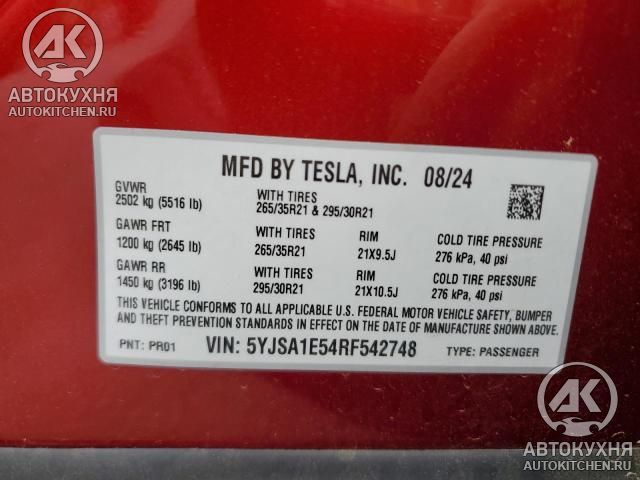 АК
АВТОКУХНЯ
AUTOKITCHEN.RU
MFD BY TESLA, INC. 08/24
GVWR
2502 kg (5516 lb)
WITH TIRES
265/35R21 & 295/30R21
GAWR FRT
1200 kg (2645 lb)
WITH TIRES
265/35R21
RIM
21X9.5J
COLD TIRE PRESSURE
276 kPa, 40 psi
GAWR RR
1450 kg (3196 lb)
WITH TIRES
295/30R21
RIM
21X10.5J
COLD TIRE PRESSURE
276 kPa, 40 psi
THIS VEHICLE CONFORMS TO ALL APPLICABLE U.S. FEDERAL MOTOR VEHICLE SAFETY, BUMPER
AND THEFT PREVENTION STANDARDS IN EFFECT ON THE DATE OF MANUFACTURE SHOWN ABOVE.
PNT: PR01 VIN: 5YJSA1E54RF542748 TYPE: PASSENGER
АК
АВТОКУХНЯ
AUTOKITCHEN.RU